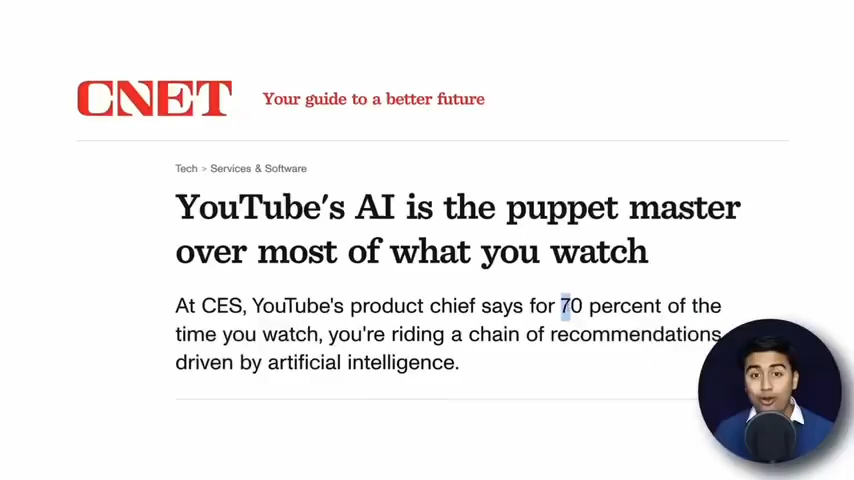 CNET
Your guide to a better future
Tech > Services & Software
YouTube's AI is the puppet master
over most of what you watch
At CES, YouTube's product chief says for 70 percent of the
time you watch, you're riding a chain of recommendations
driven by artificial intelligence.